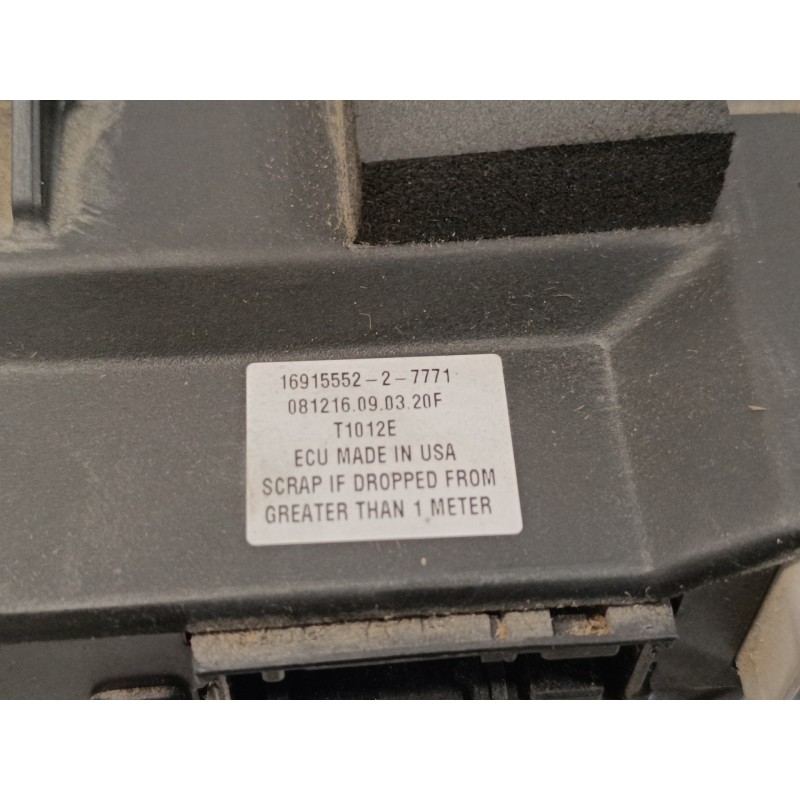 16915552-2-7771
081216.09.03.20F
T1012E
ECU MADE IN USA
SCRAP IF DROPPED FROM
GREATER THAN 1 METER